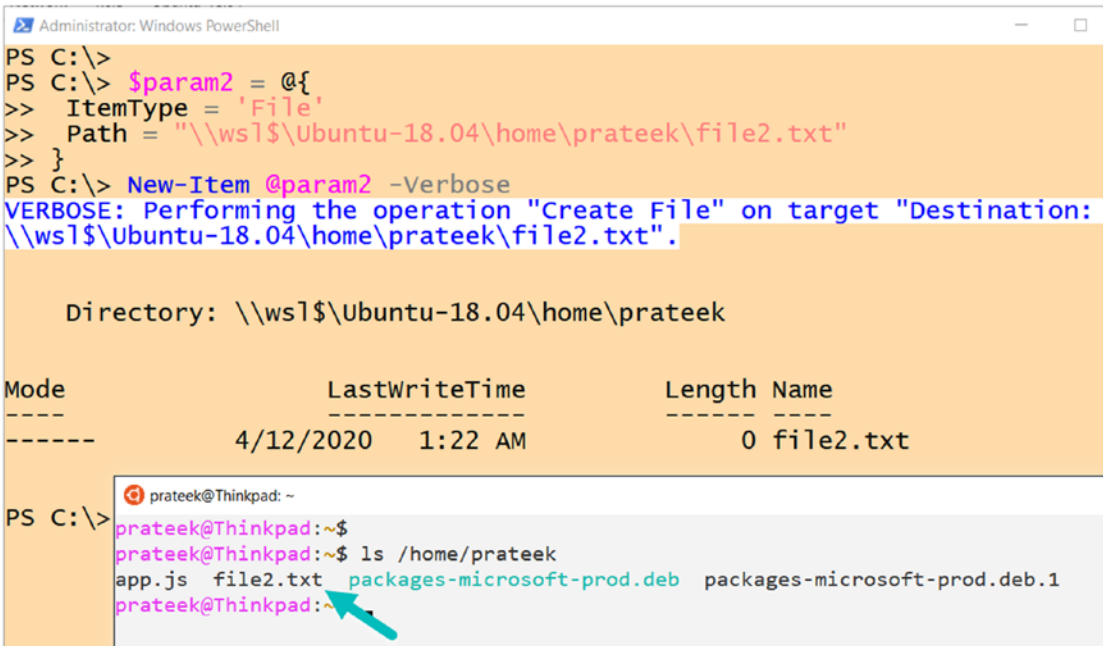 Administrator: Windows PowerShell
PS C:\>
PS C:\> $param2 = @{
>>  ItemType = 'File'
>>  Path = "\\wsl$\Ubuntu-18.04\home\prateek\file2.txt"
>> }
PS C:\> New-Item @param2 -Verbose
VERBOSE: Performing the operation "Create File" on target "Destination:
\\wsl$\Ubuntu-18.04\home\prateek\file2.txt".
    Directory: \\wsl$\Ubuntu-18.04\home\prateek
Mode                 LastWriteTime         Length Name
----                 -------------         ------ ----
------         4/12/2020   1:22 AM              0 file2.txt
PS C:\>
prateek@Thinkpad: ~
prateek@Thinkpad:~$
prateek@Thinkpad:~$ ls /home/prateek
app.js  file2.txt  packages-microsoft-prod.deb  packages-microsoft-prod.deb.1
prateek@Thinkpad:~